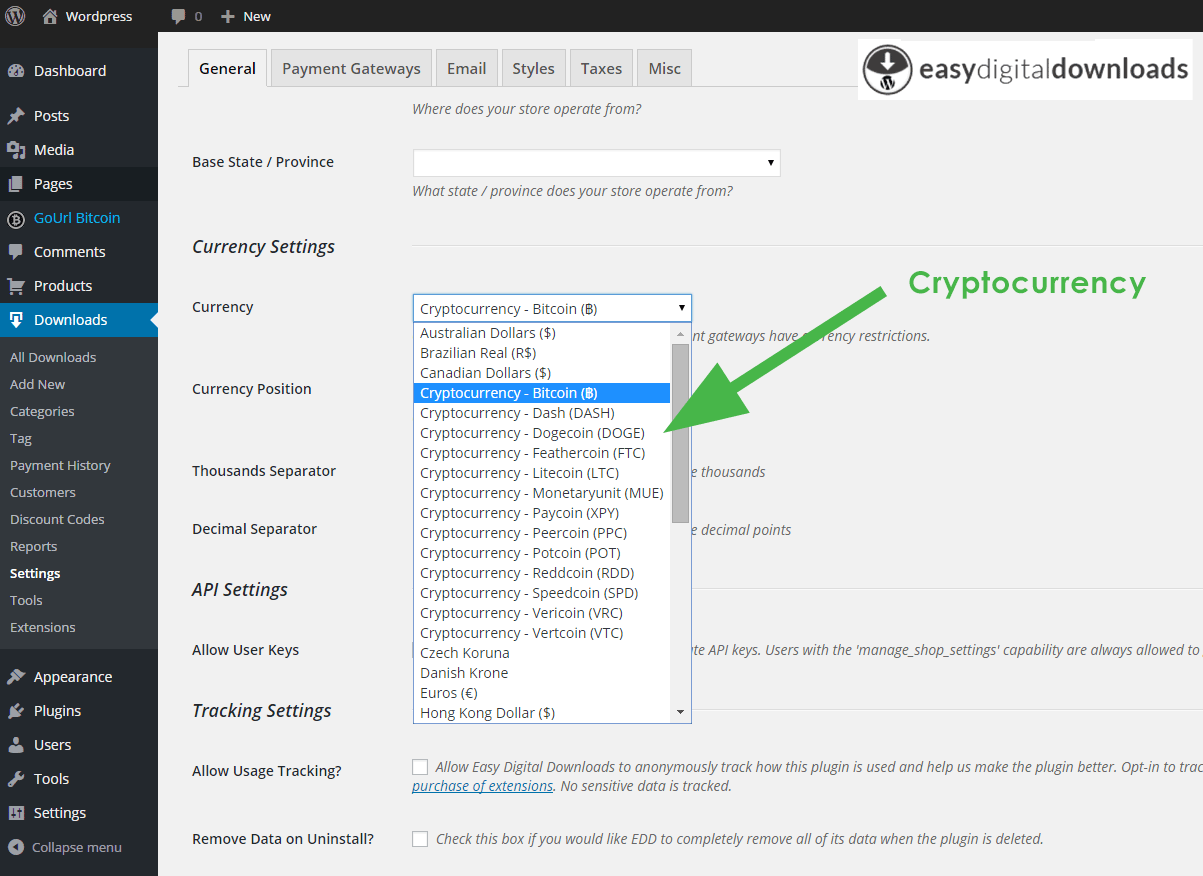 Wordpress 0 New
Dashboard
Posts
Media
Pages
GoUrl Bitcoin
Comments
Products
Downloads
All Downloads
Add New
Categories
Tag
Payment History
Customers
Discount Codes
Reports
Settings
Tools
Extensions
Appearance
Plugins
Users
Tools
Settings
Collapse menu
General Payment Gateways Email Styles Taxes Misc
easydigitaldownloads
Where does your store operate from?
Base State / Province
What state / province does your store operate from?
Currency Settings
Cryptocurrency
Currency Cryptocurrency - Bitcoin (฿)
Australian Dollars ($)
Brazilian Real (R$)
Canadian Dollars ($)
Cryptocurrency - Bitcoin (฿)
Cryptocurrency - Dash (DASH)
Cryptocurrency - Dogecoin (DOGE)
Cryptocurrency - Feathercoin (FTC)
Cryptocurrency - Litecoin (LTC)
Cryptocurrency - Monetaryunit (MUE)
Cryptocurrency - Paycoin (XPY)
Cryptocurrency - Peercoin (PPC)
Cryptocurrency - Potcoin (POT)
Cryptocurrency - Reddcoin (RDD)
Cryptocurrency - Speedcoin (SPD)
Cryptocurrency - Vericoin (VRC)
Cryptocurrency - Vertcoin (VTC)
Czech Koruna
Danish Krone
Euros (€)
Hong Kong Dollar ($)
gateways have restrictions.
Currency Position
Thousands Separator
thousands
Decimal Separator
decimal points
API Settings
Allow User Keys
API keys. Users with the 'manage_shop_settings' capability are always allowed to
Tracking Settings
Allow Usage Tracking?
Allow Easy Digital Downloads to anonymously track how this plugin is used and help us make the plugin better. Opt-in to
purchase of extensions. No sensitive data is tracked.
Remove Data on Uninstall?
Check this box if you would like EDD to completely remove all of its data when the plugin is deleted.